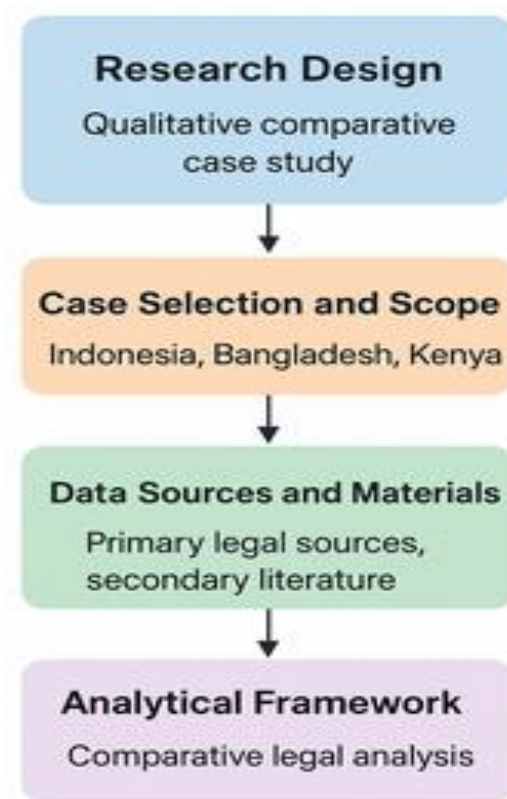 Research Design
Qualitative comparative
case study
Case Selection and Scope
Indonesia, Bangladesh, Kenya
Data Sources and Materials
Primary legal sources,
secondary literature
Analytical Framework
Comparative legal analysis